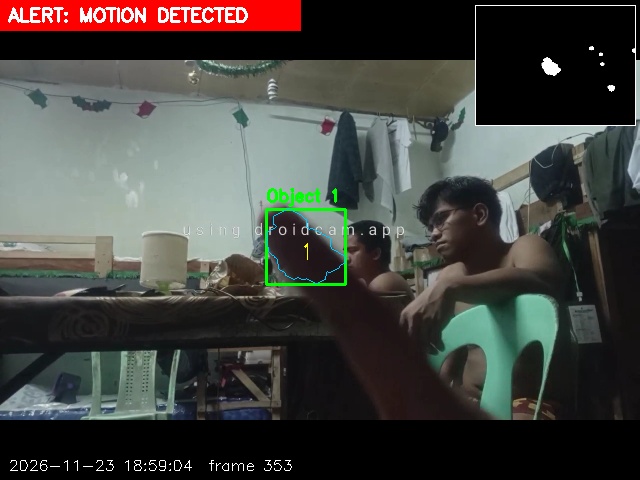 ALERT: MOTION DETECTED
Object 1
using droidcam.app
1
2026-11-23 18:59:04 frame 353